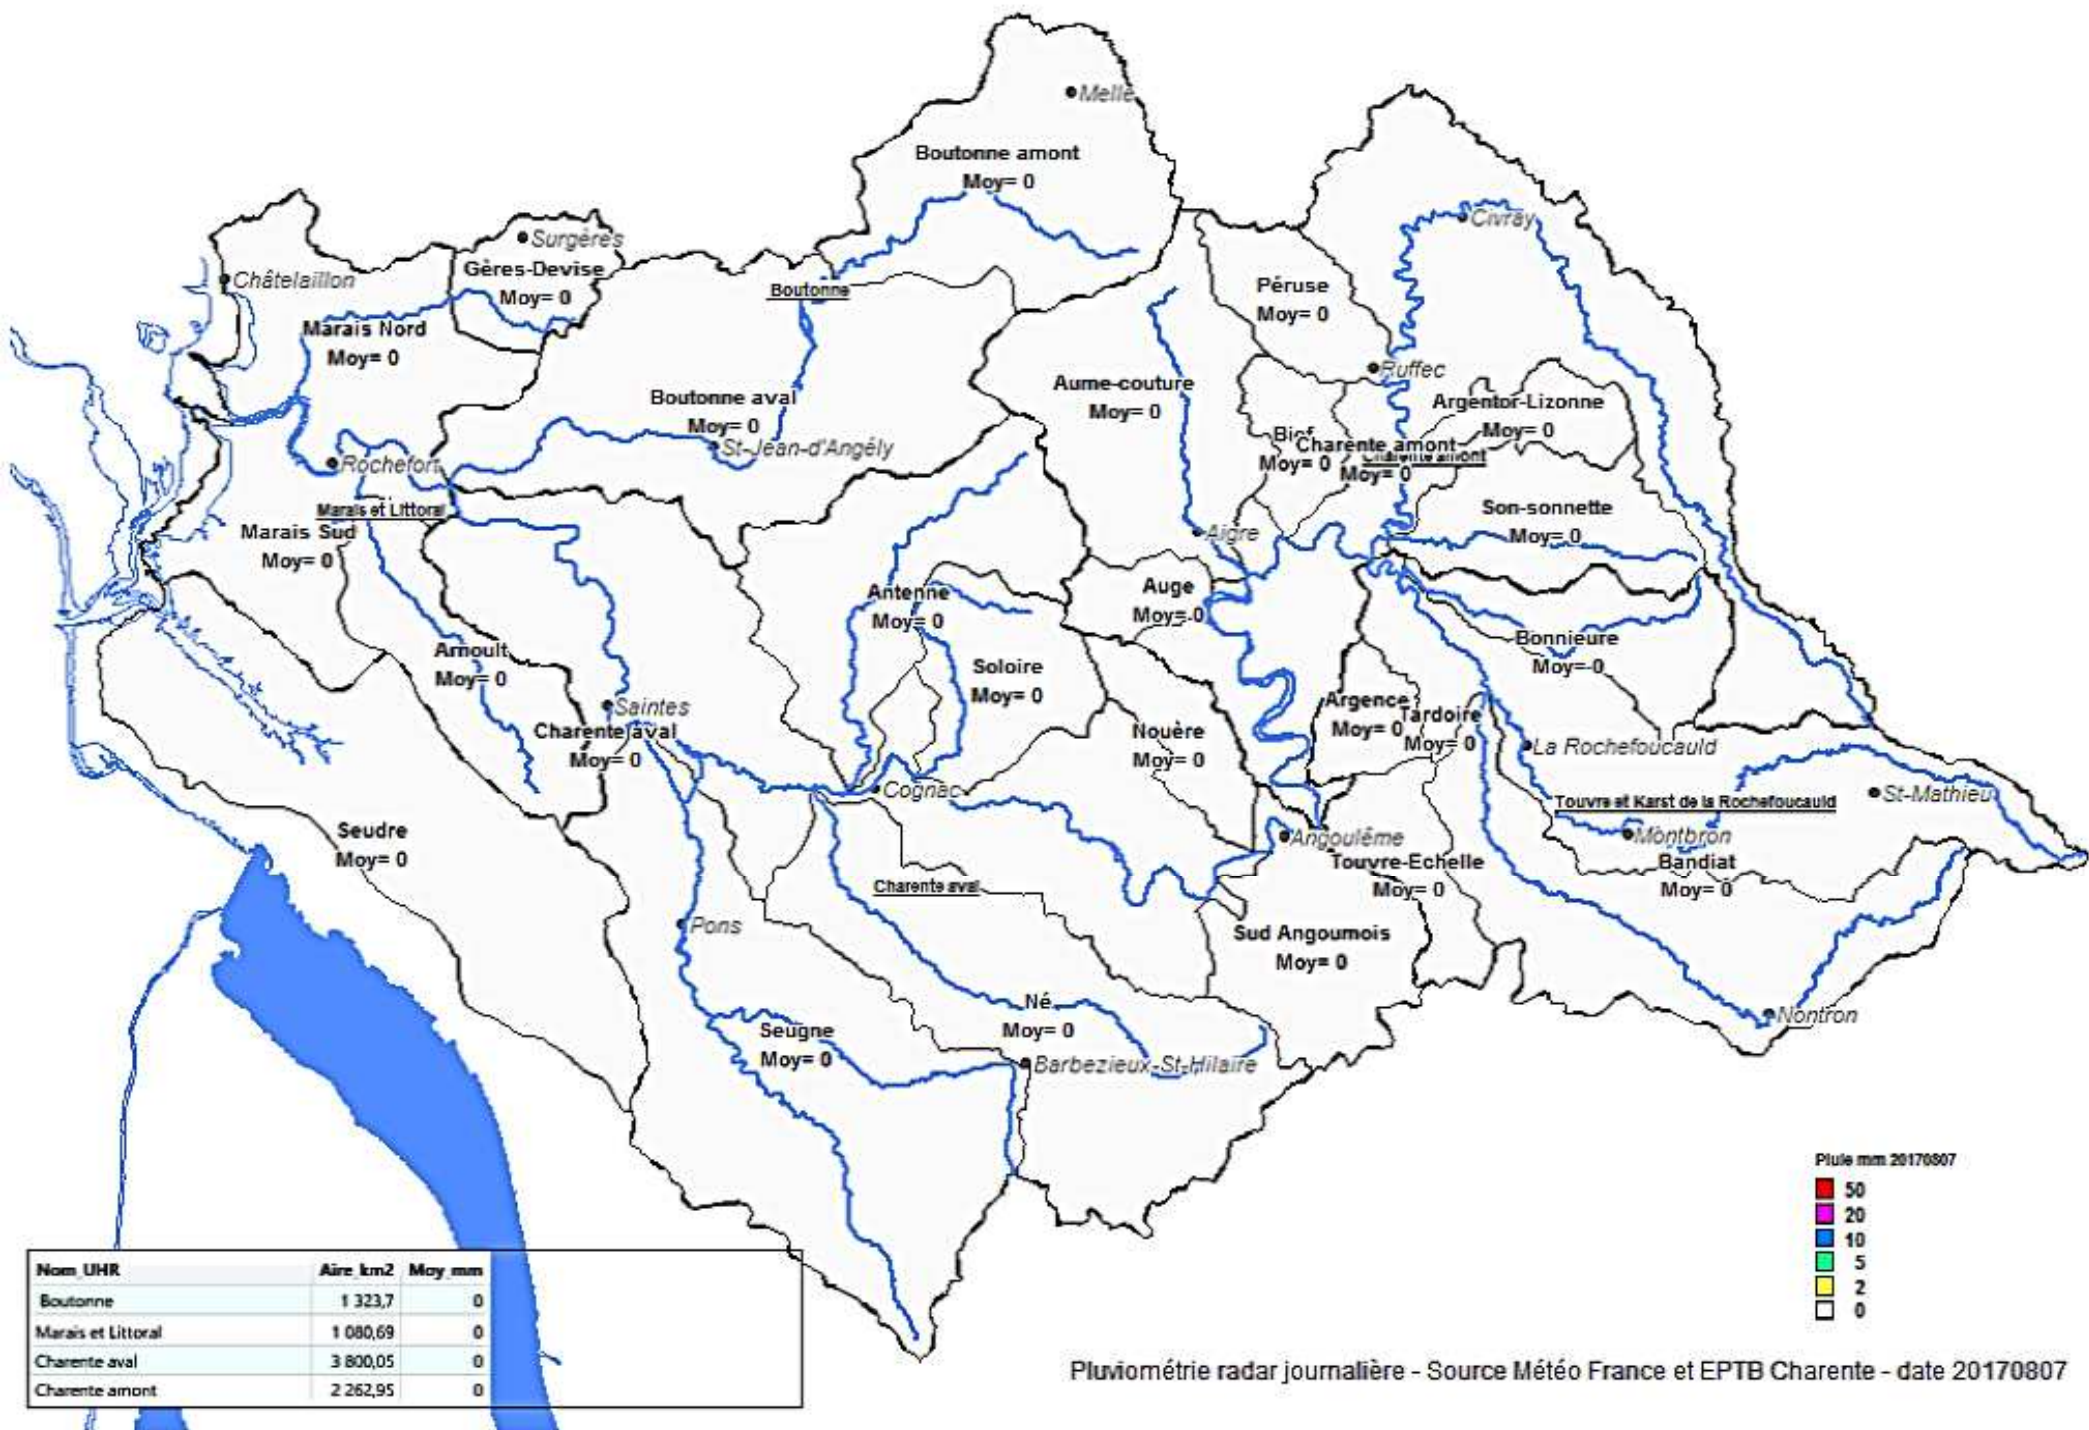 Melle
Boutonne amont
Moy= 0
Civray
Surgères
Gères-Devise
Moy= 0
Châtelaillon
Boutonne
Péruse
Moy= 0
Marais Nord
Moy= 0
Ruffec
Aume-couture
Moy= 0
Boutonne aval
Moy= 0
St-Jean-d'Angély
Argentor-Lizonne
Moy= 0
Bief
Moy= 0
Charente amont
Charente amont
Moy= 0
Rochefort
Marais et Littoral
Marais Sud
Moy= 0
Son-sonnette
Moy= 0
Aigre
Auge
Moy= 0
Antenne
Moy= 0
Bonnieure
Moy= 0
Arnoult
Moy= 0
Soloire
Moy= 0
Argence
Moy= 0
Tardoire
Moy= 0
Saintes
Charente aval
Moy= 0
Nouère
Moy= 0
La Rochefoucauld
Cognac
St-Mathieu
Touvre et Karst de la Rochefoucauld
Seudre
Moy= 0
Angoulême
Montbron
Touvre-Echelle
Moy= 0
Bandiat
Moy= 0
Charente aval
Pons
Sud Angoumois
Moy= 0
Né
Moy= 0
Nontron
Seugne
Moy= 0
Barbezieux-St-Hilaire
Pluie mm 20170807
50
20
10
5
2
0
Nom_UHR Aire_km2 Moy_mm
Boutonne 1 323,7 0
Marais et Littoral 1 080,69 0
Charente aval 3 800,05 0
Charente amont 2 262,95 0
Pluviométrie radar journalière - Source Météo France et EPTB Charente - date 20170807